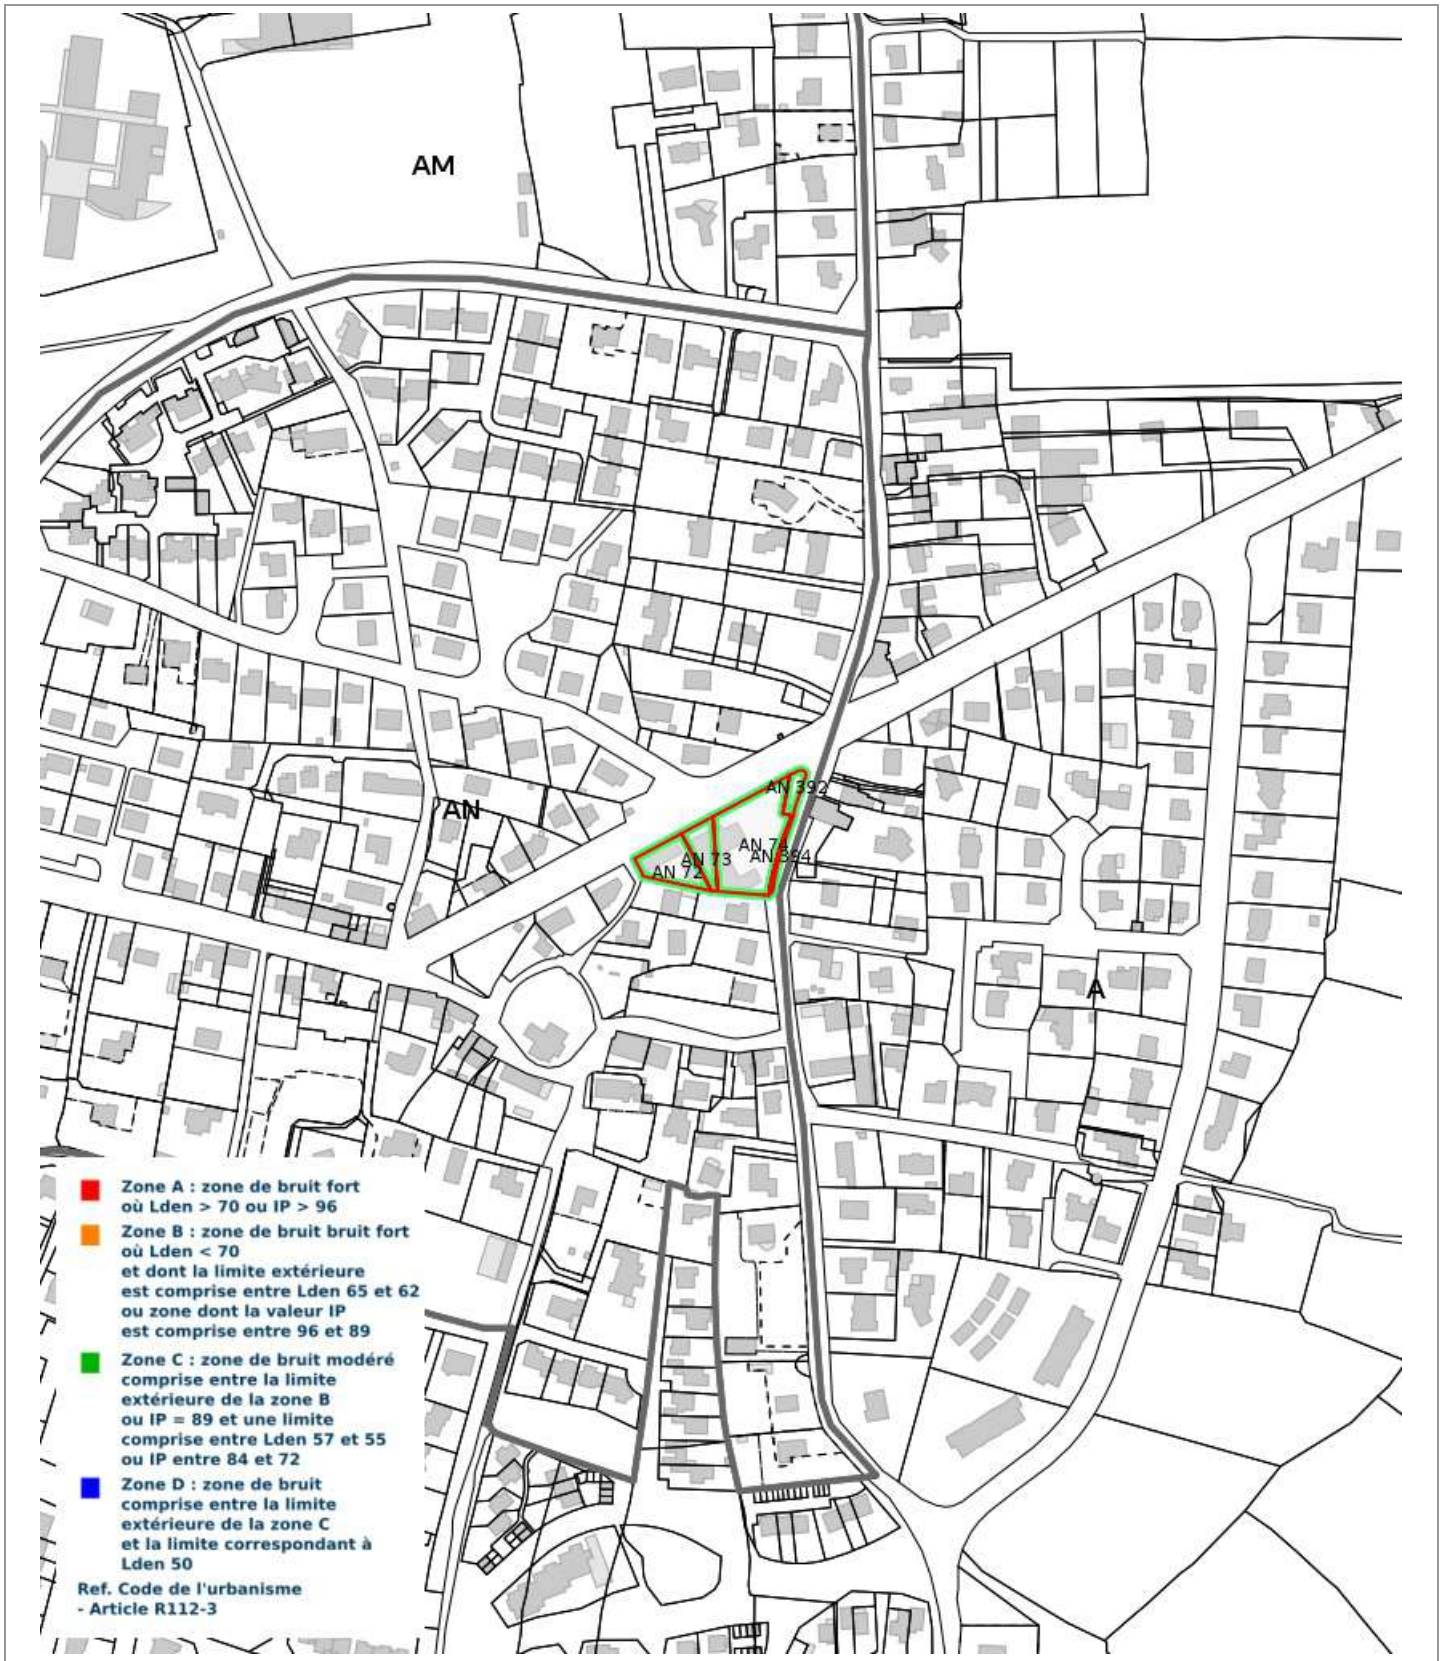 AM
AN 392
AN
AN 74
AN 394
AN 73
AN 72
A
Zone A : zone de bruit fort
où Lden > 70 ou IP > 96
Zone B : zone de bruit bruit fort
où Lden < 70
et dont la limite extérieure
est comprise entre Lden 65 et 62
ou zone dont la valeur IP
est comprise entre 96 et 89
Zone C : zone de bruit modéré
comprise entre la limite
extérieure de la zone B
ou IP = 89 et une limite
comprise entre Lden 57 et 55
ou IP entre 84 et 72
Zone D : zone de bruit
comprise entre la limite
extérieure de la zone C
et la limite correspondant à
Lden 50
Ref. Code de l'urbanisme
- Article R112-3